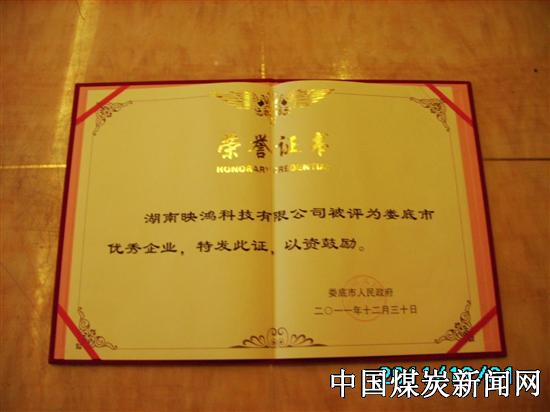 荣誉证书
HONORARY CREDENTIAL
湖南映鸿科技有限公司被评为娄底市
优秀企业，特发此证，以资鼓励。
娄底市人民政府
二〇一一年十二月三十日
中国煤炭新闻网